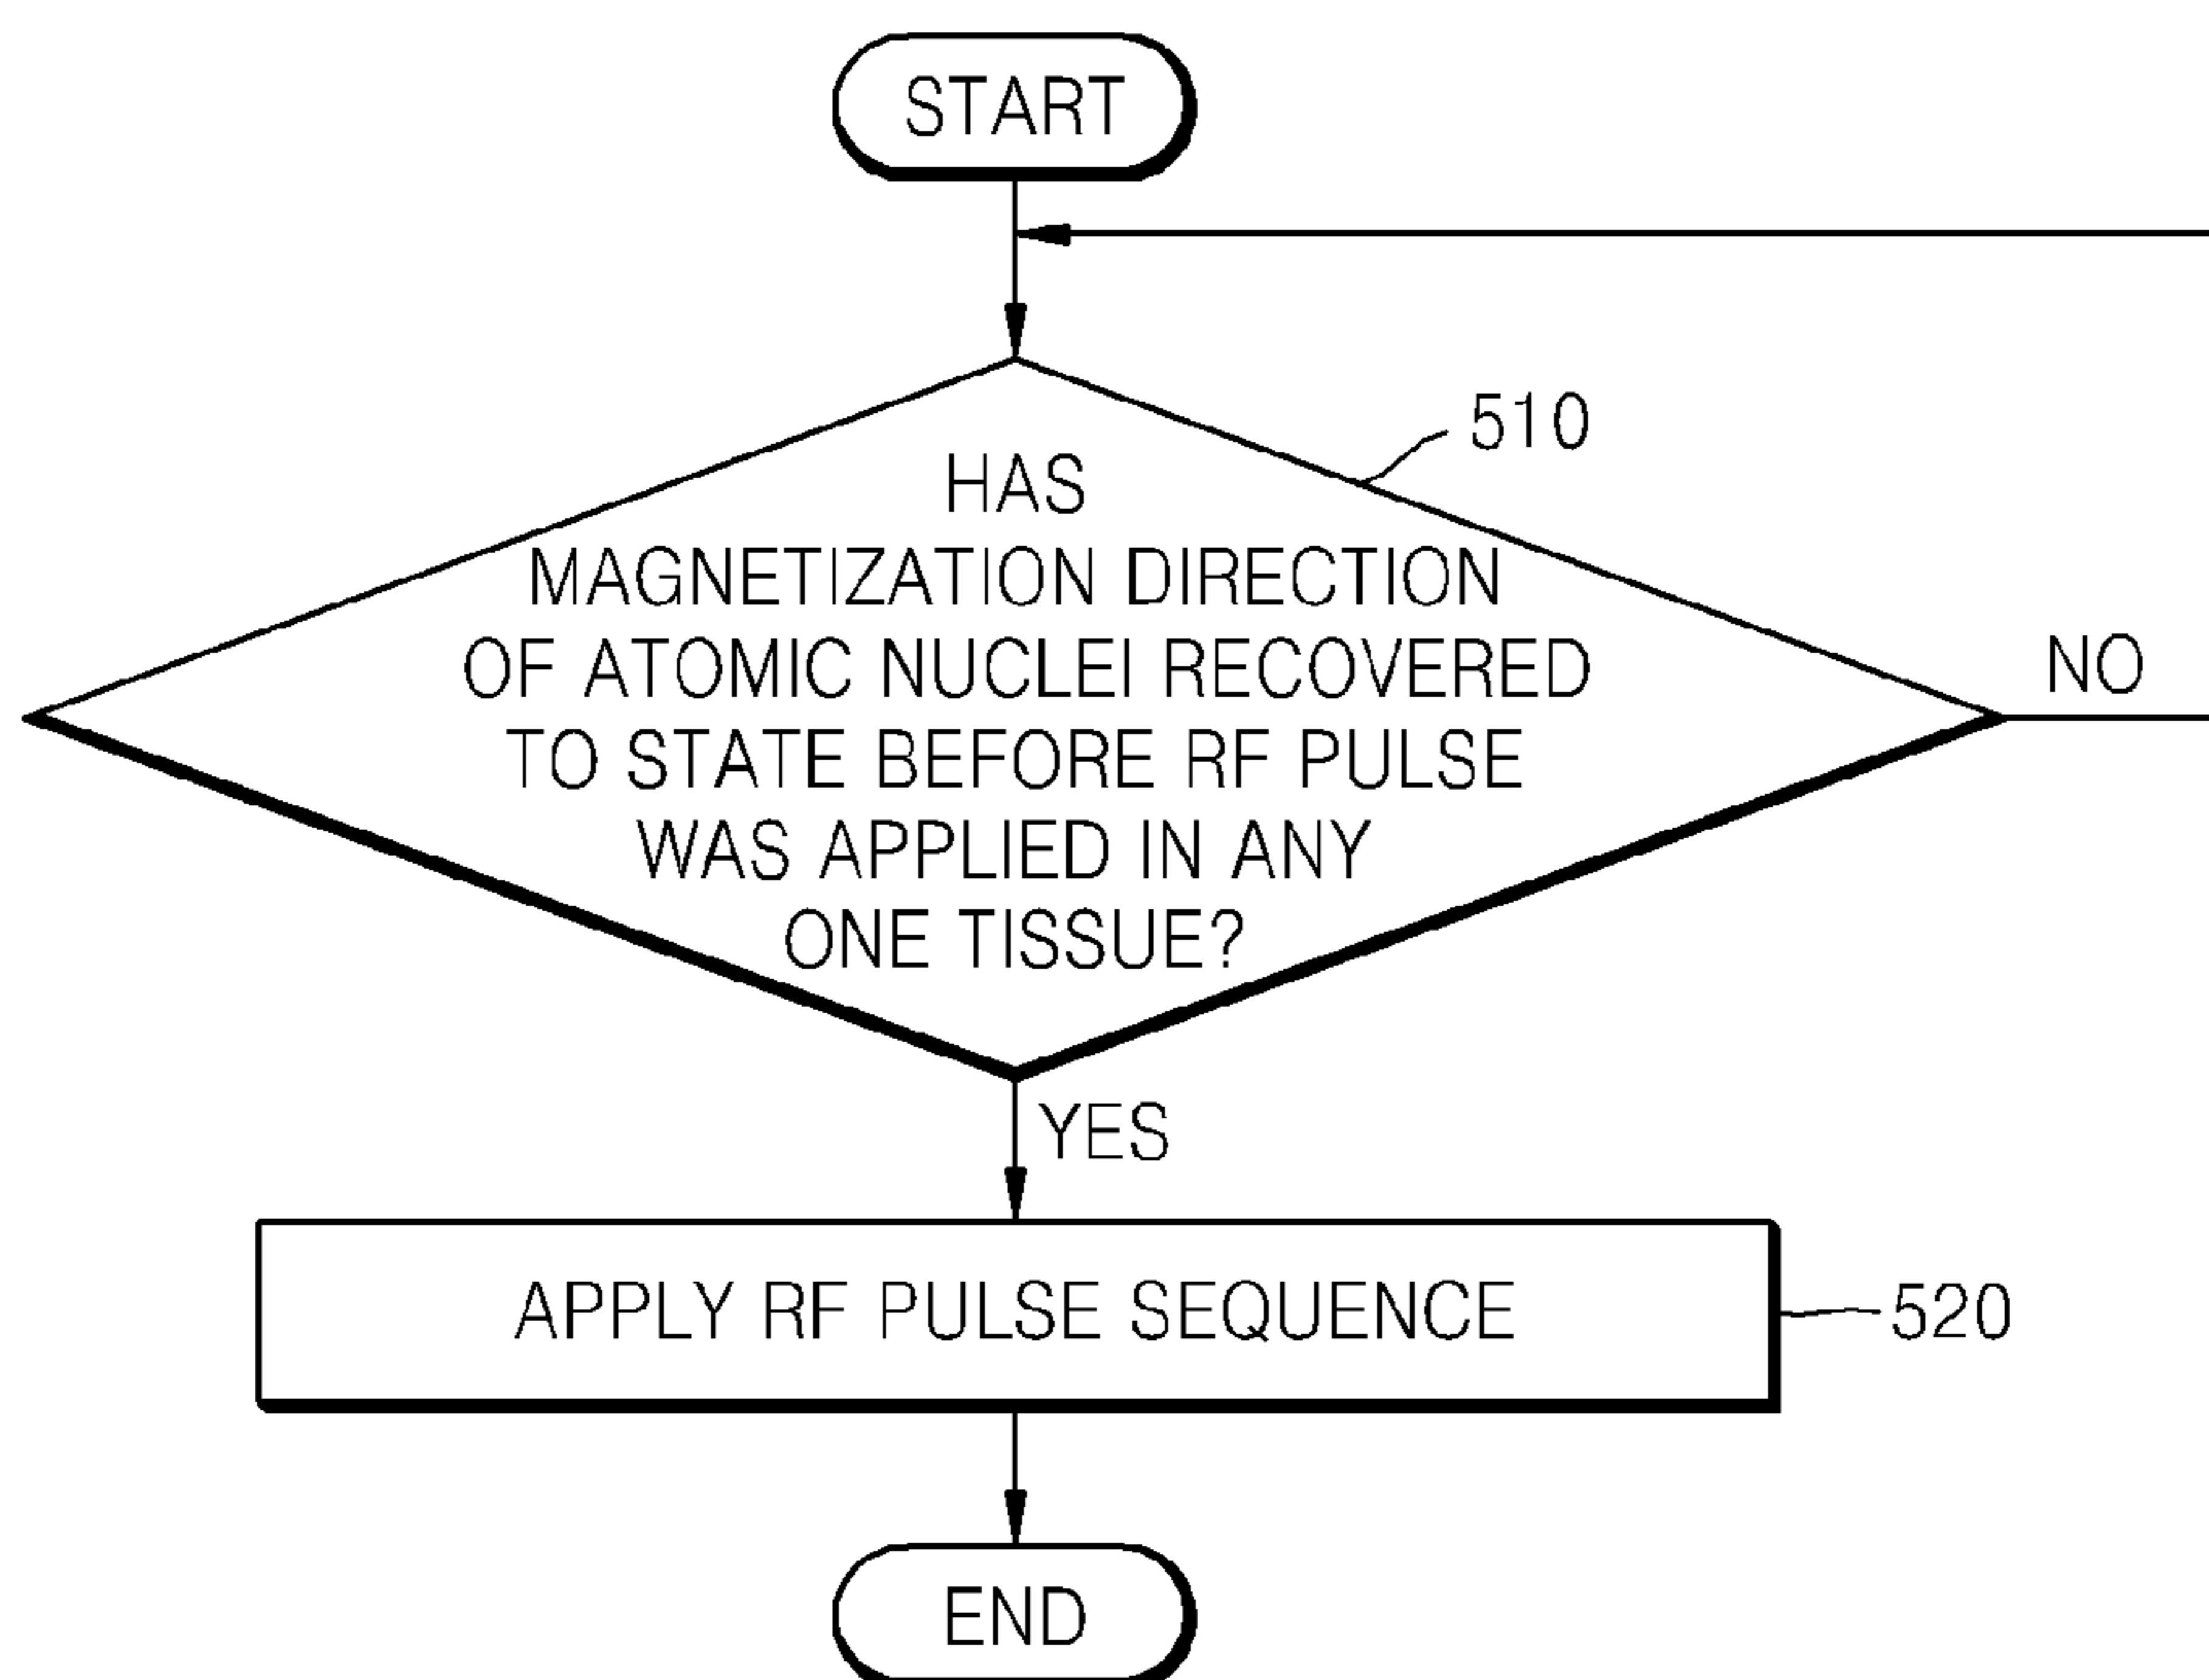 START
510
HAS
MAGNETIZATION DIRECTION
OF ATOMIC NUCLEI RECOVERED
TO STATE BEFORE RF PULSE
WAS APPLIED IN ANY
ONE TISSUE?
NO
YES
APPLY RF PULSE SEQUENCE
520
END